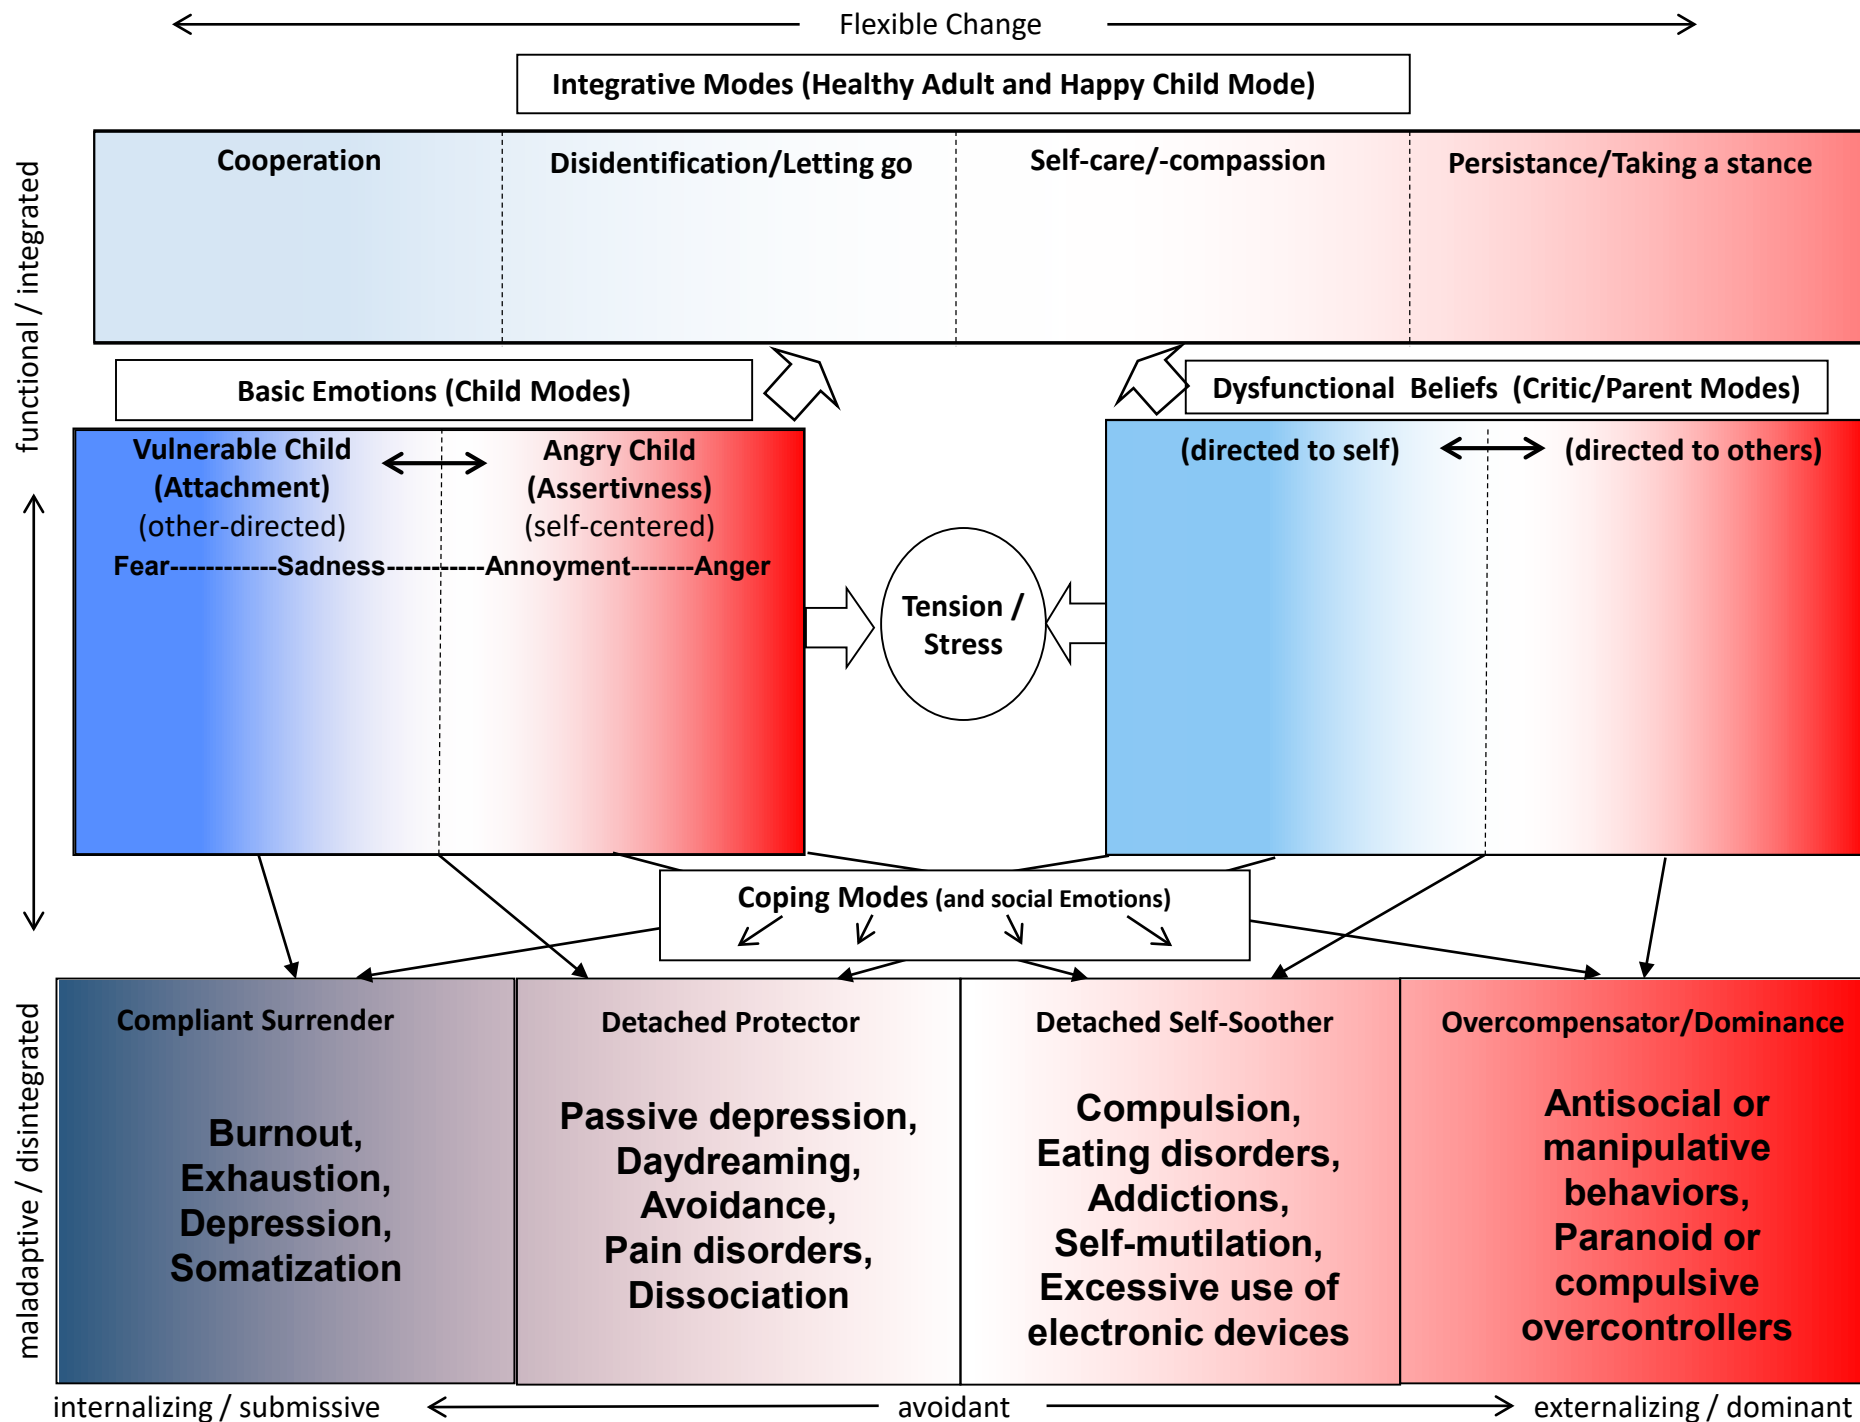 Flexible Change
Integrative Modes (Healthy Adult and Happy Child Mode)
functional / integrated
Cooperation
Disidentification/Letting go
Self-care/-compassion
Persistance/Taking a stance
Basic Emotions (Child Modes)
Dysfunctional Beliefs (Critic/Parent Modes)
Vulnerable Child
(Attachment)
(other-directed)
Angry Child
(Assertivness)
(self-centered)
Fear------------Sadness-----------Annoyment-------Anger
(directed to self)
(directed to others)
Tension /
Stress
Coping Modes (and social Emotions)
maladaptive / disintegrated
Compliant Surrender
Burnout,
Exhaustion,
Depression,
Somatization
Detached Protector
Passive depression,
Daydreaming,
Avoidance,
Pain disorders,
Dissociation
Detached Self-Soother
Compulsion,
Eating disorders,
Addictions,
Self-mutilation,
Excessive use of
electronic devices
Overcompensator/Dominance
Antisocial or
manipulative
behaviors,
Paranoid or
compulsive
overcontrollers
internalizing / submissive
avoidant
externalizing / dominant